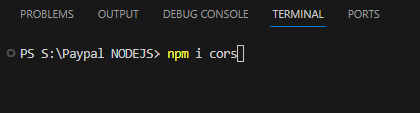 PROBLEMS OUTPUT DEBUG CONSOLE TERMINAL PORTS
PS S:\Paypal NODEJS> npm i cors